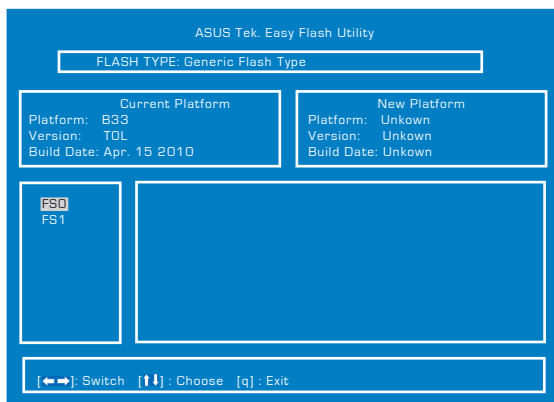 ASUS Tek. Easy Flash Utility
FLASH TYPE: Generic Flash Type
Current Platform
Platform: B33
Version: TOL
Build Date: Apr. 15 2010
New Platform
Platform: Unkown
Version: Unkown
Build Date: Unkown
FS0
FS1
[←→]: Switch [↑↓] : Choose [q] : Exit